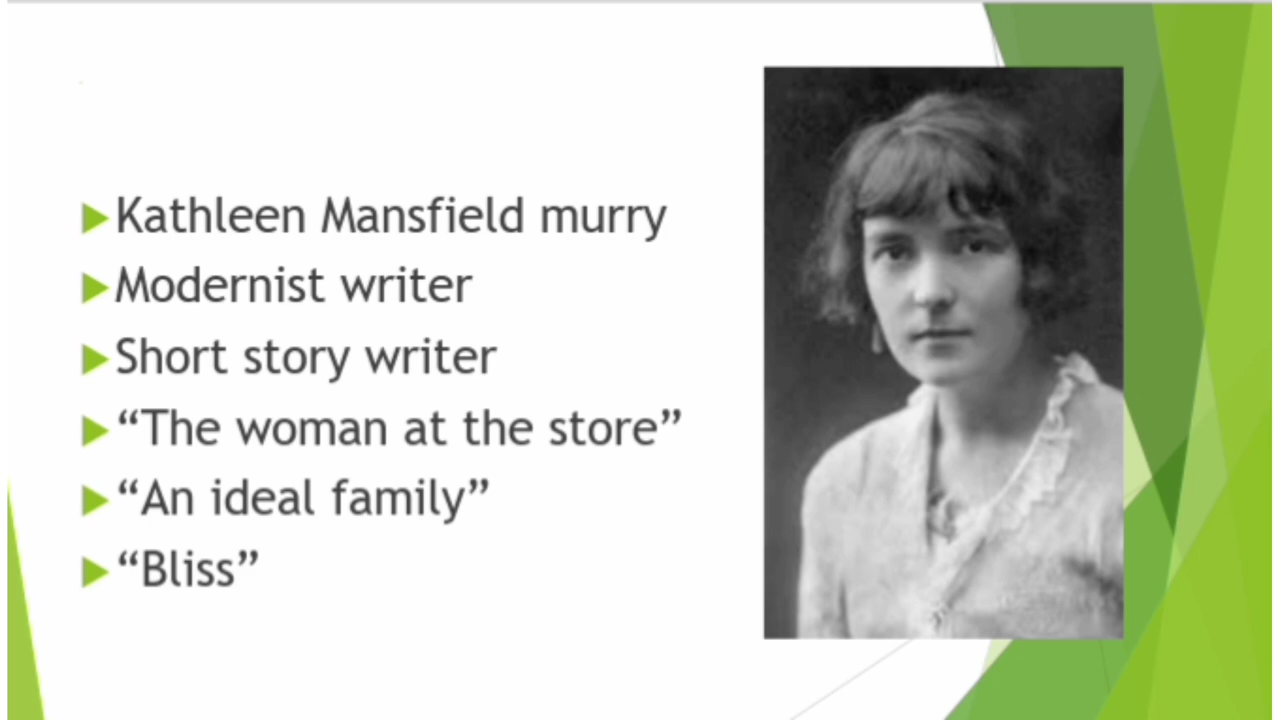 Kathleen Mansfield murry
Modernist writer
Short story writer
“The woman at the store”
“An ideal family”
“Bliss”